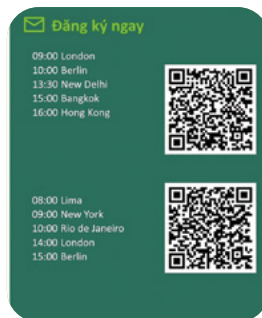 Đăng ký ngay
09:00 London
10:00 Berlin
13:30 New Delhi
15:00 Bangkok
16:00 Hong Kong
08:00 Lima
09:00 New York
10:00 Rio de Janeiro
14:00 London
15:00 Berlin